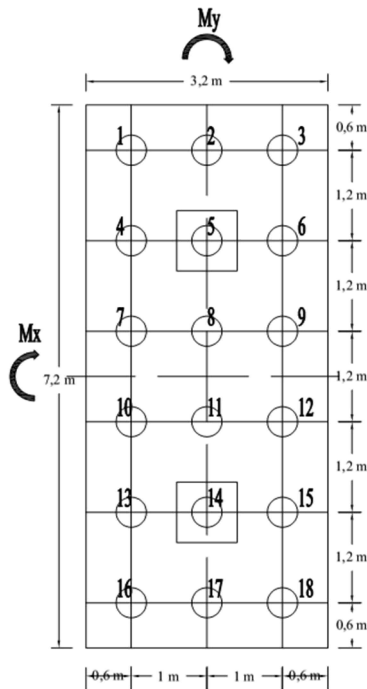 My
3,2 m
0,6 m
1 2 3
1,2 m
4 5 6
1,2 m
7 8 9
Mx
7,2 m
1,2 m
10 11 12
1,2 m
13 14 15
1,2 m
16 17 18
0,6 m
0,6 m 1 m 1 m 0,6 m